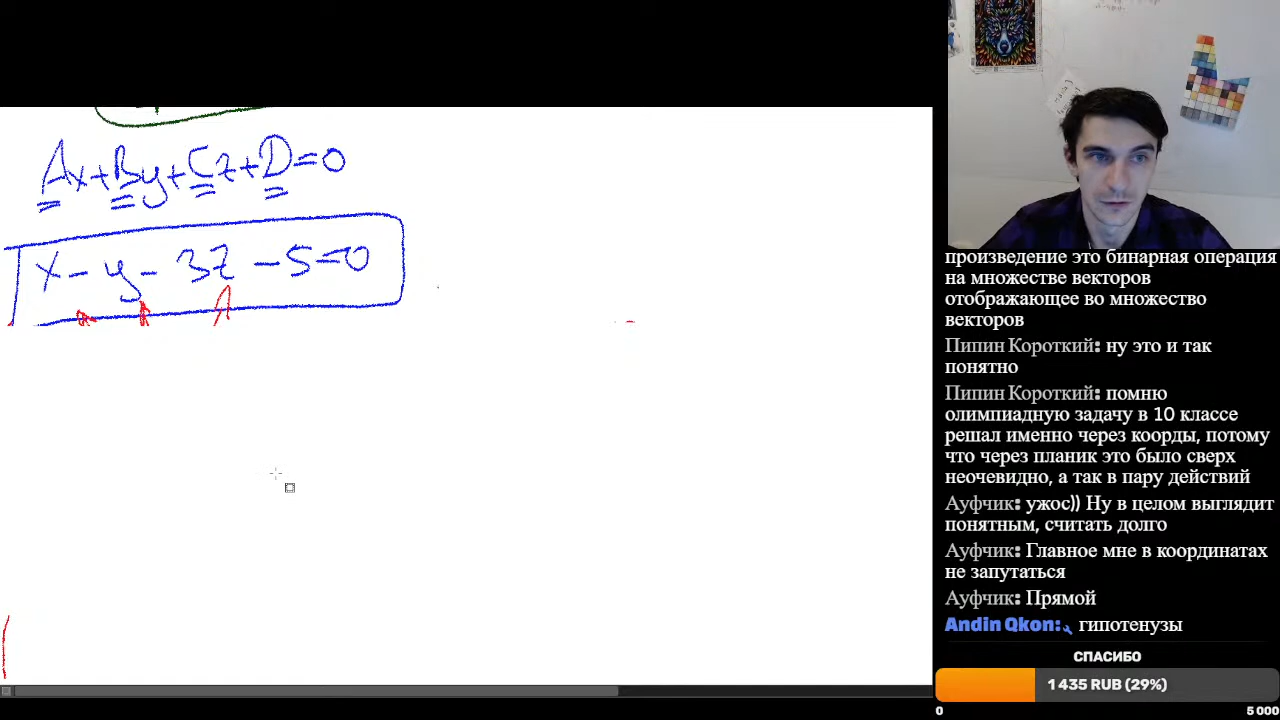 Ax+By+Cz+D=0
x-y-3z-5=0
произведение это бинарная операция
на множестве векторов
отображающее во множество
векторов
Пипин Короткий: ну это и так
понятно
Пипин Короткий: помню
олимпиадную задачу в 10 классе
решал именно через коорды, потому
что через планик это было сверх
неочевидно, а так в пару действий
Ауфчик: ужос)) Ну в целом выглядит
понятным, считать долго
Ауфчик: Главное мне в координатах
не запутаться
Ауфчик: Прямой
Andin Qkon: гипотенузы
СПАСИБО
1 435 RUB (29%)
0 5 000